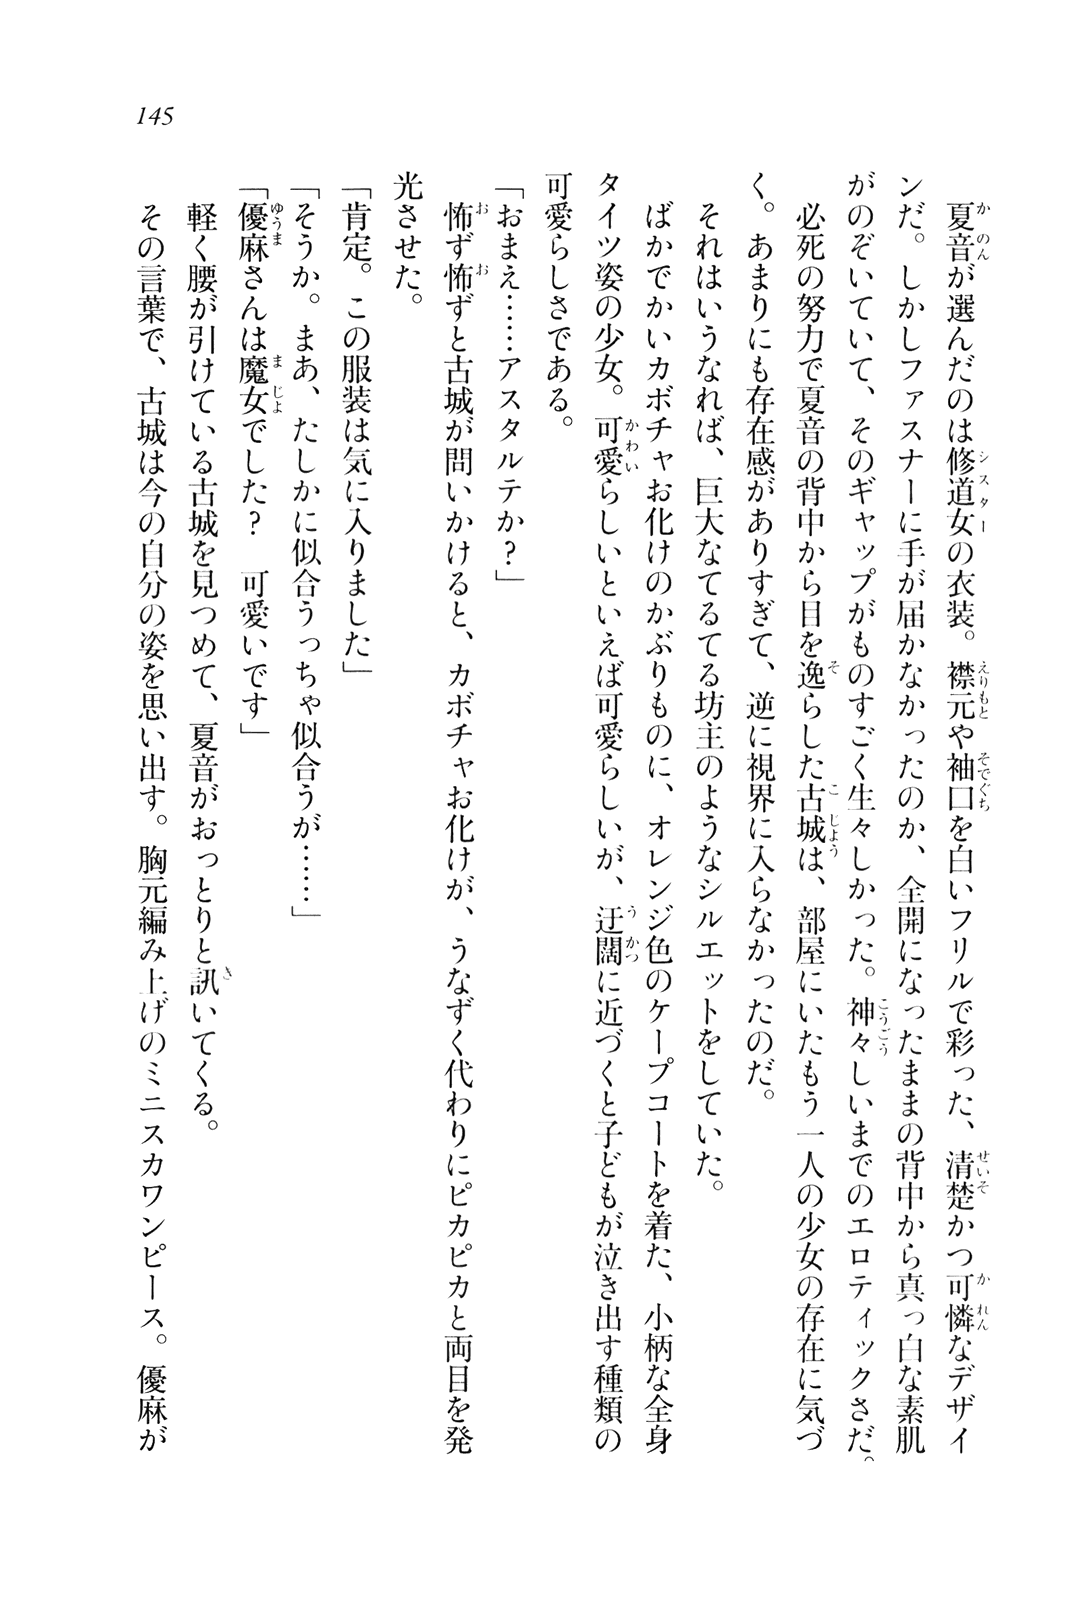 145
夏音が選んだのは修道女の衣装。襟元や袖口を白いフリルで彩った、清楚かつ可憐なデザイ
ンだ。しかしファスナーに手が届かなかったのか、全開になったままの背中から真っ白な素肌
がのぞいていて、そのギャップがものすごく生々しかった。神々しいまでのエロティックさだ。
必死の努力で夏音の背中から目を逸らした古城は、部屋にいたもう一人の少女の存在に気づ
く。あまりにも存在感がありすぎて、逆に視界に入らなかったのだ。
それはいうなれば、巨大なてるてる坊主のようなシルエットをしていた。
ばかでかいカボチャお化けのかぶりものに、オレンジ色のケープコートを着た、小柄な全身
タイツ姿の少女。可愛らしいといえば可愛らしいが、迂闊に近づくと子どもが泣き出す種類の
可愛らしさである。
「おまえ……アスタルテか?」
怖ず怖ずと古城が問いかけると、カボチャお化けが、うなずく代わりにピカピカと両目を発
光させた。
「肯定。この服装は気に入りました」
「そうか。まあ、たしかに似合うっちゃ似合うが……」
「優麻さんは魔女でした? 可愛いです」
軽く腰が引けている古城を見つめて、夏音がおっとりと訊いてくる。
その言葉で、古城は今の自分の姿を思い出す。胸元編み上げのミニスカワンピース。優麻が